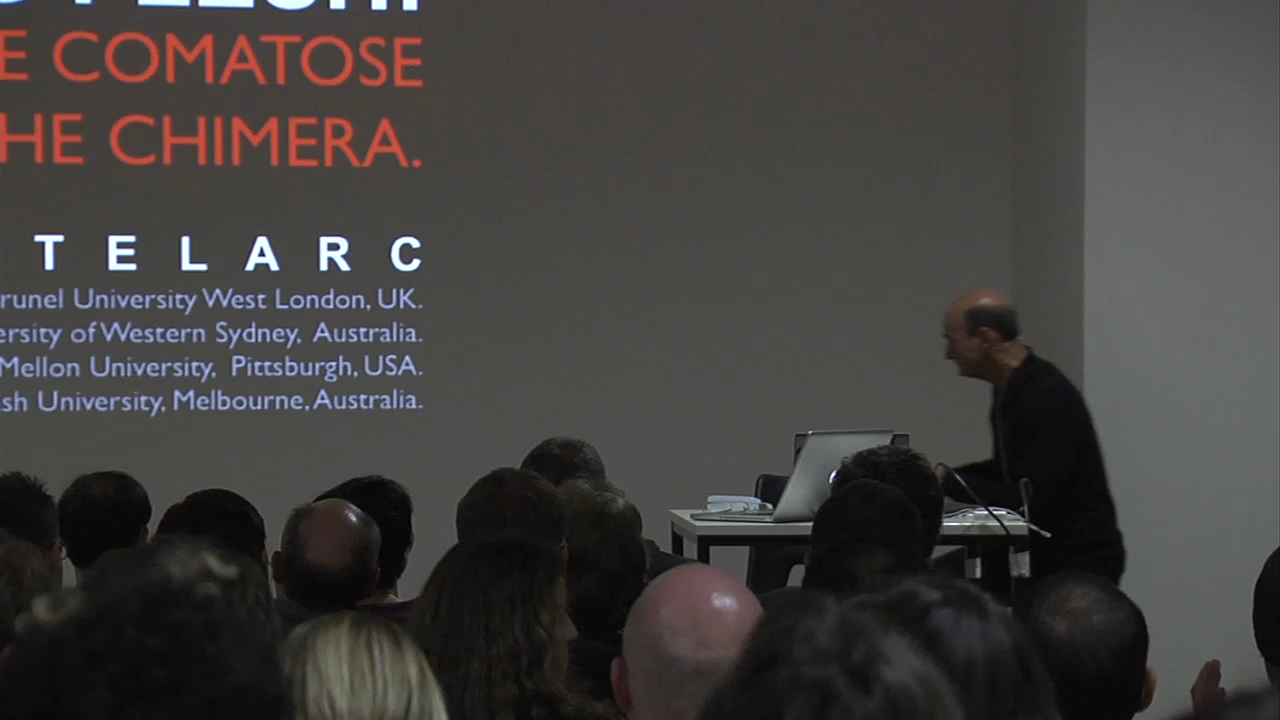 E COMATOSE
HE CHIMERA.
TELARC
runel University West London, UK.
ersity of Western Sydney, Australia.
Mellon University, Pittsburgh, USA.
sh University, Melbourne, Australia.